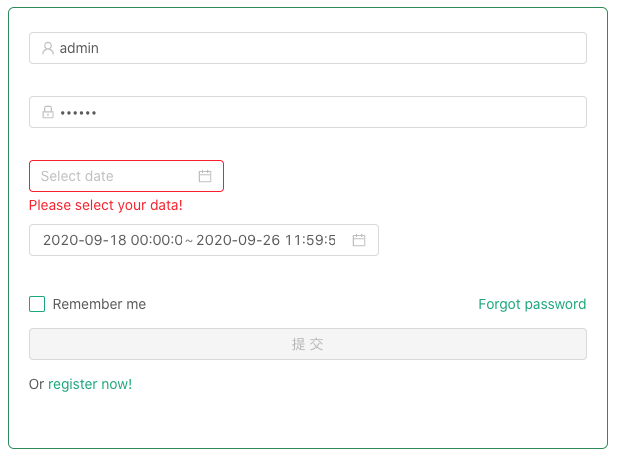 admin
••••••
Select date
Please select your data!
2020-09-18 00:00:0~2020-09-26 11:59:5
Remember me Forgot password
提 交
Or register now!